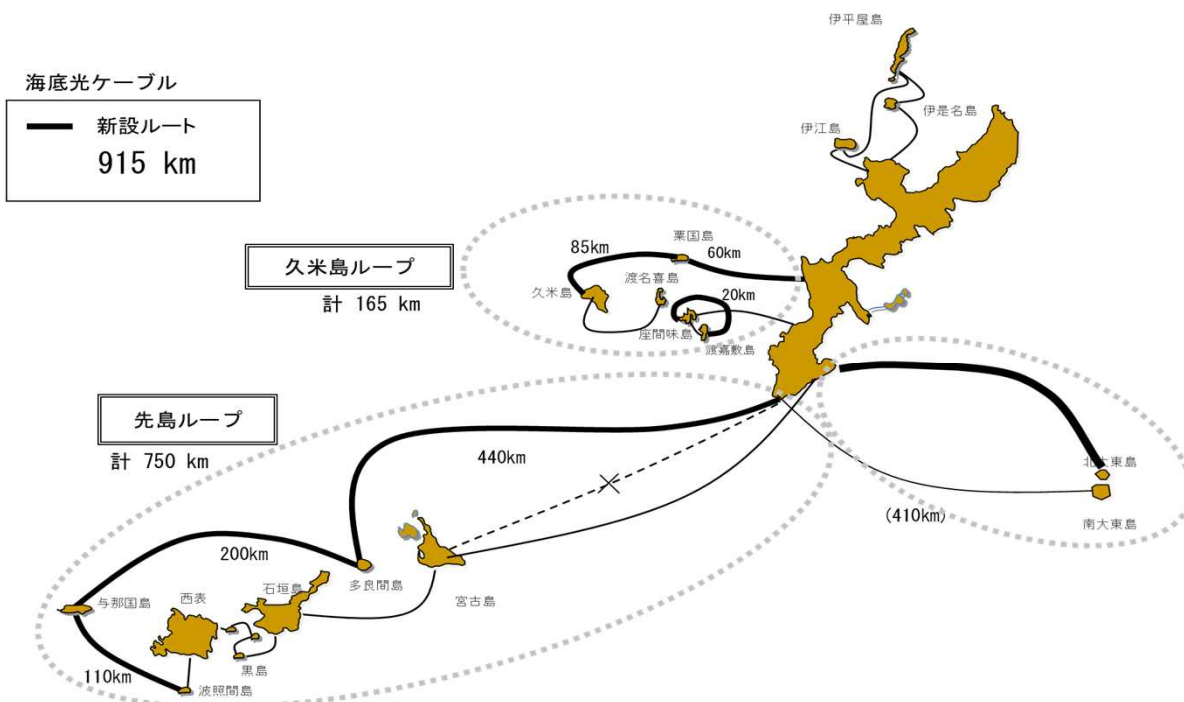 海底光ケーブル
新設ルート
915 km
伊平屋島
伊是名島
伊江島
久米島ループ
計 165 km
粟国島
85km
60km
渡名喜島
久米島
20km
座間味島
渡嘉敷島
先島ループ
計 750 km
440km
北大東島
南大東島
(410km)
200km
多良間島
宮古島
石垣島
西表
与那国島
黒島
110km
波照間島